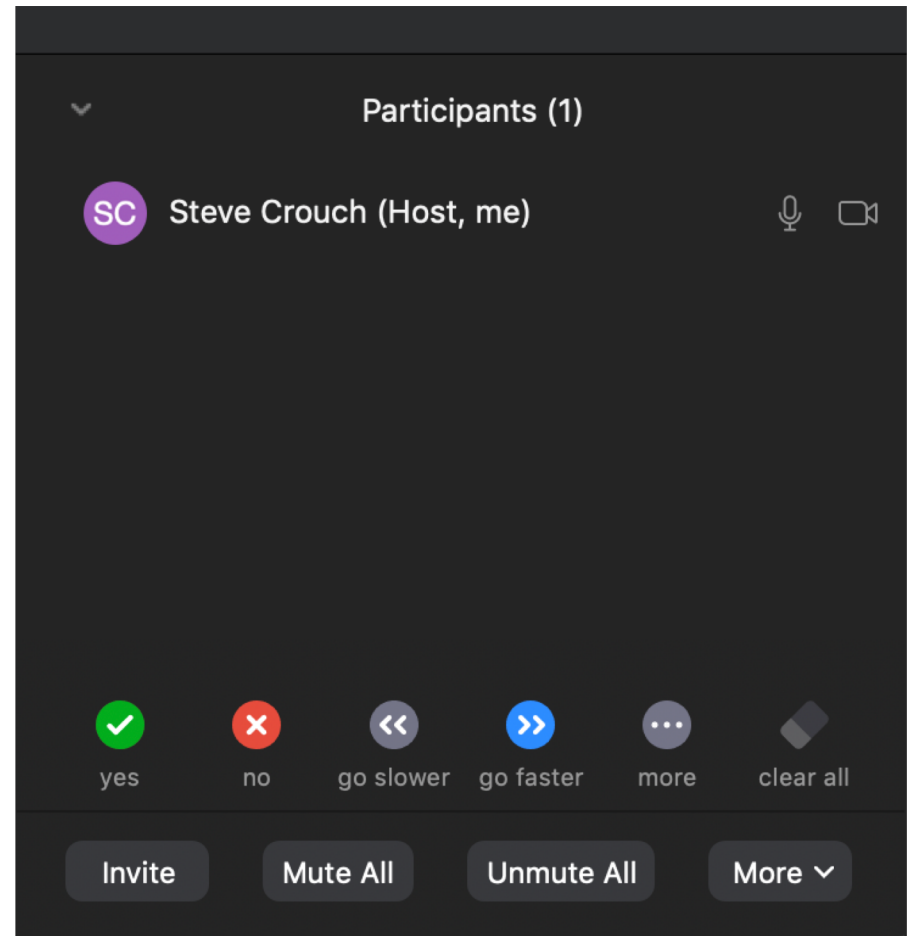 Participants (1)
SC Steve Crouch (Host, me)
yes no go slower go faster more clear all
Invite Mute All Unmute All More